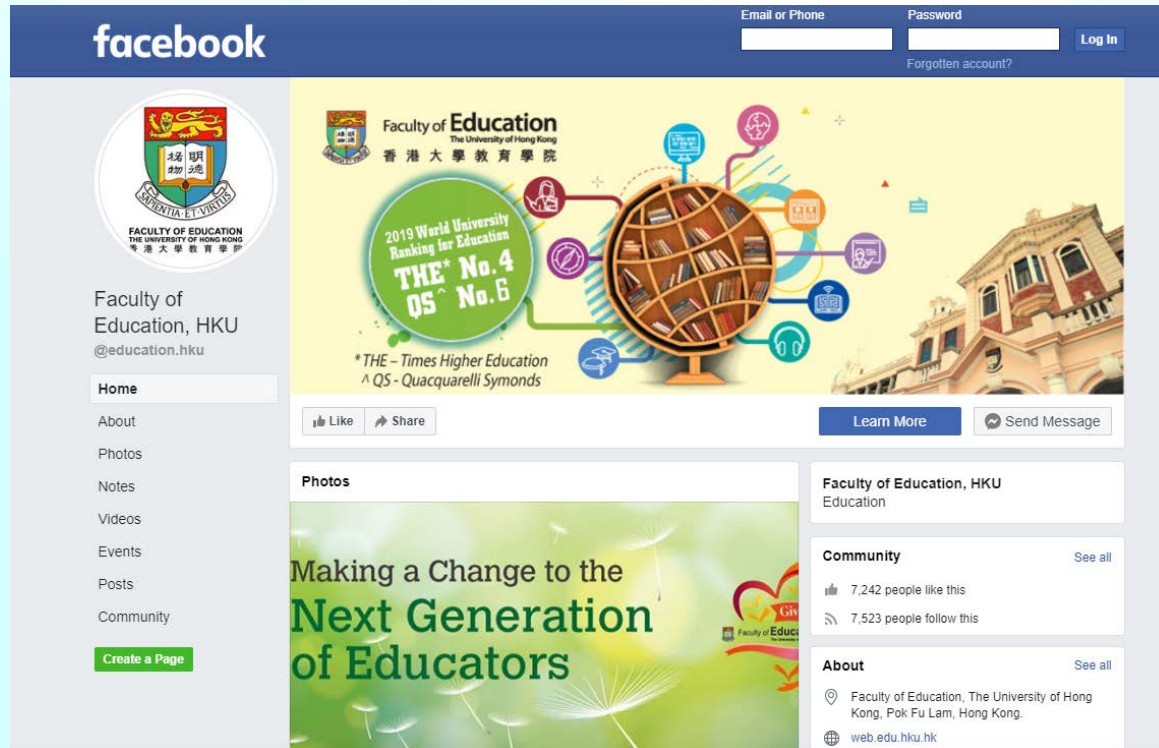 facebook
Email or Phone
Password
Log In
Forgotten account?
明德
格物
SAPIENTIA·ET·VIRTUS
FACULTY OF EDUCATION
THE UNIVERSITY OF HONG KONG
香港大學教育學院
Faculty of
Education, HKU
@education.hku
Home
About
Photos
Notes
Videos
Events
Posts
Community
Create a Page
Faculty of Education
The University of Hong Kong
香港大學教育學院
2019 World University
Ranking for Education
THE* No.4
QS^ No.6
*THE – Times Higher Education
^ QS - Quacquarelli Symonds
Like
Share
Learn More
Send Message
Photos
Making a Change to the
Next Generation
of Educators
Faculty of
Faculty of Education, HKU
Education
Community
See all
7,242 people like this
7,523 people follow this
About
See all
Faculty of Education, The University of Hong
Kong, Pok Fu Lam, Hong Kong.
web.edu.hku.hk